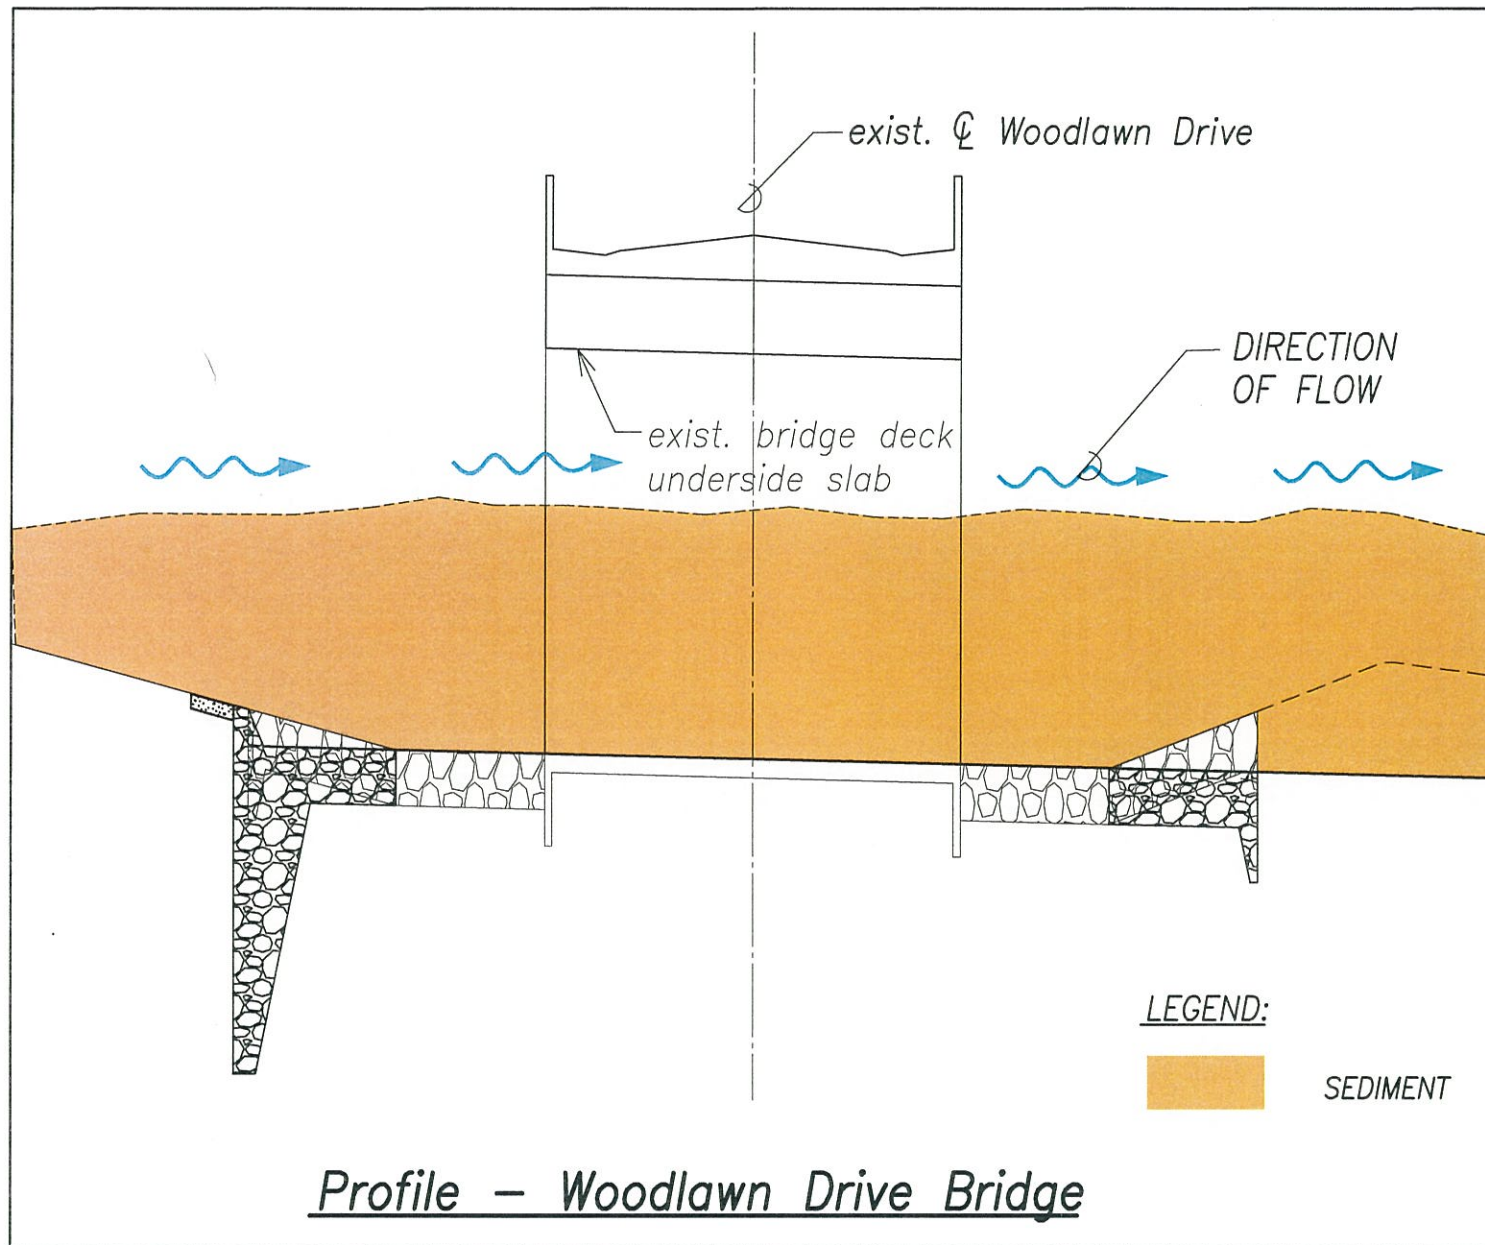 exist. ℄ Woodlawn Drive
DIRECTION
OF FLOW
exist. bridge deck
underside slab
LEGEND:
SEDIMENT
Profile – Woodlawn Drive Bridge